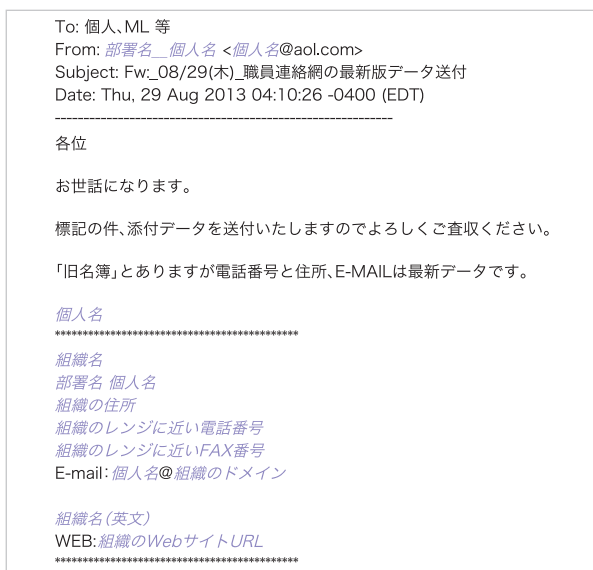 To: 個人、ML 等
From: 部署名__個人名 <個人名@aol.com>
Subject: Fw:_08/29(木)_職員連絡網の最新版データ送付
Date: Thu, 29 Aug 2013 04:10:26 -0400 (EDT)
------------------------------------------------------------
各位
お世話になります。
標記の件、添付データを送付いたしますのでよろしくご査収ください。
「旧名簿」とありますが電話番号と住所、E-MAILは最新データです。
個人名
********************************************
組織名
部署名 個人名
組織の住所
組織のレンジに近い電話番号
組織のレンジに近いFAX番号
E-mail：個人名@組織のドメイン
組織名（英文）
WEB:組織のWebサイトURL
********************************************